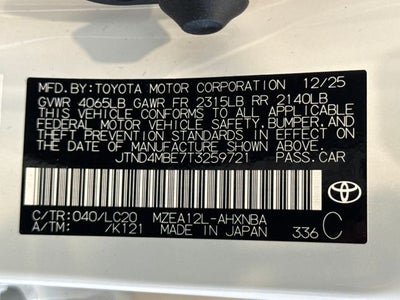 MFD.BY:TOYOTA MOTOR CORPORATION 12/25
GVWR 4065LB GAWR FR 2315LB RR 2140LB
THIS VEHICLE CONFORMS TO ALL APPLICABLE
FEDERAL MOTOR VEHICLE SAFETY,BUMPER,AND
THEFT PREVENTION STANDARDS IN EFFECT ON
THE DATE OF MANUFACTURE SHOWN ABOVE.
JTND4MBE7T3259721 PASS.CAR
TOYOTA
C/TR:040/LC20 MZEA12L-AHXNBA
A/TM: /K121 MADE IN JAPAN 336 C